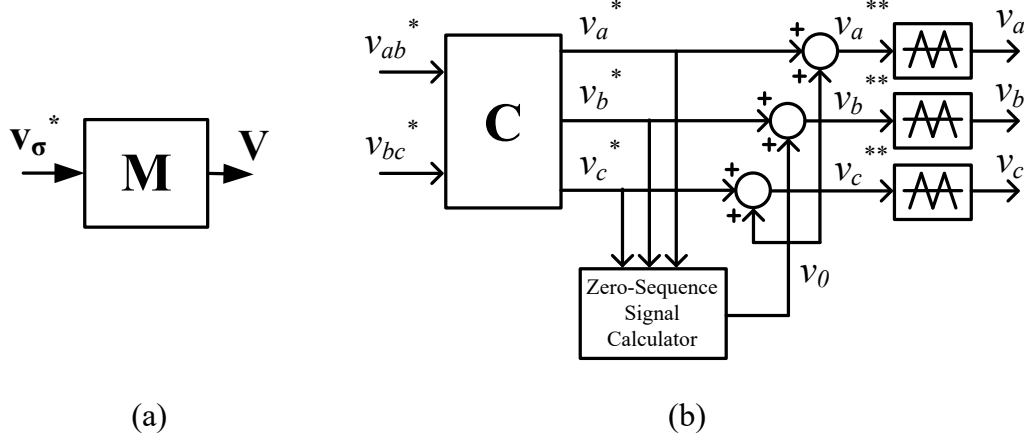 v_σ^*
M
V
(a)
v_ab^*
v_bc^*
C
v_a^*
v_b^*
v_c^*
+
+
+
+
+
+
v_a^**
v_b^**
v_c^**
v_a
v_b
v_c
v_0
Zero-Sequence
Signal
Calculator
(b)